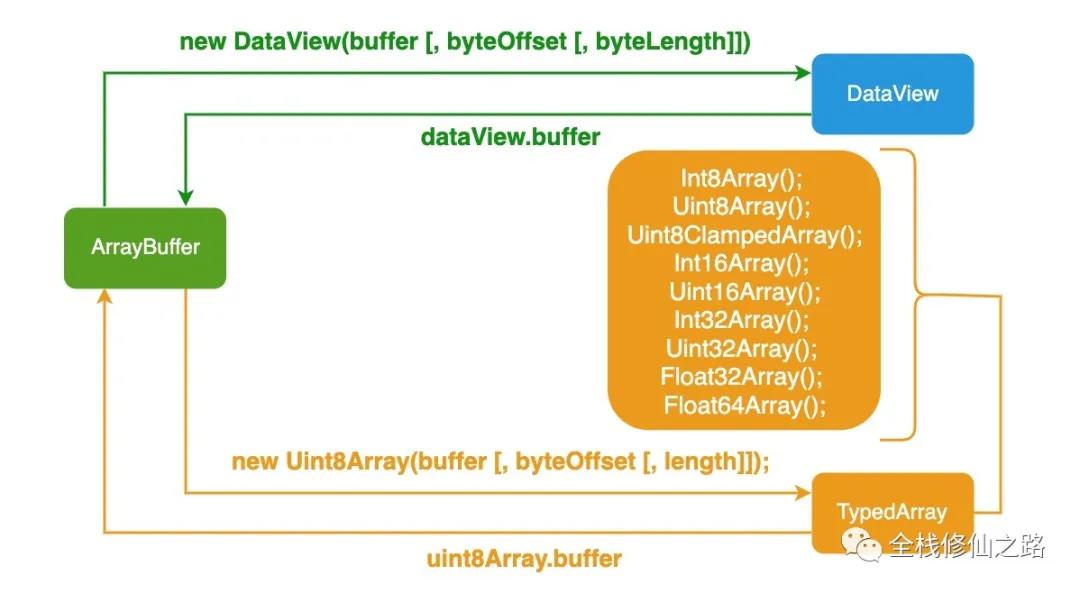 new DataView(buffer [, byteOffset [, byteLength]])
DataView
dataView.buffer
ArrayBuffer
Int8Array();
Uint8Array();
Uint8ClampedArray();
Int16Array();
Uint16Array();
Int32Array();
Uint32Array();
Float32Array();
Float64Array();
new Uint8Array(buffer [, byteOffset [, length]]);
TypedArray
全栈修仙之路
uint8Array.buffer